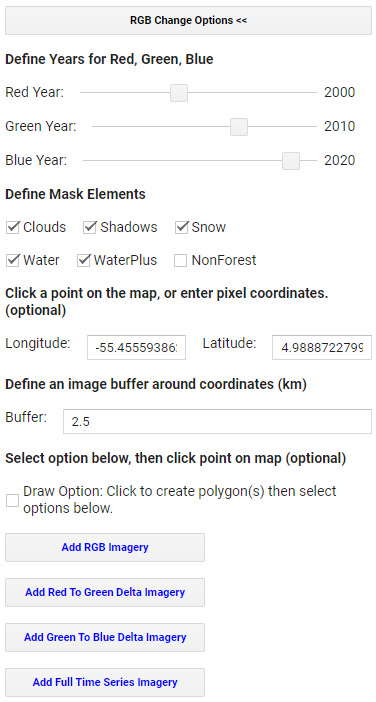 RGB Change Options <<
Define Years for Red, Green, Blue
Red Year: 2000
Green Year: 2010
Blue Year: 2020
Define Mask Elements
Clouds Shadows Snow
Water WaterPlus NonForest
Click a point on the map, or enter pixel coordinates.
(optional)
Longitude: -55.45559386 Latitude: 4.9888722799
Define an image buffer around coordinates (km)
Buffer: 2.5
Select option below, then click point on map (optional)
Draw Option: Click to create polygon(s) then select
options below.
Add RGB Imagery
Add Red To Green Delta Imagery
Add Green To Blue Delta Imagery
Add Full Time Series Imagery